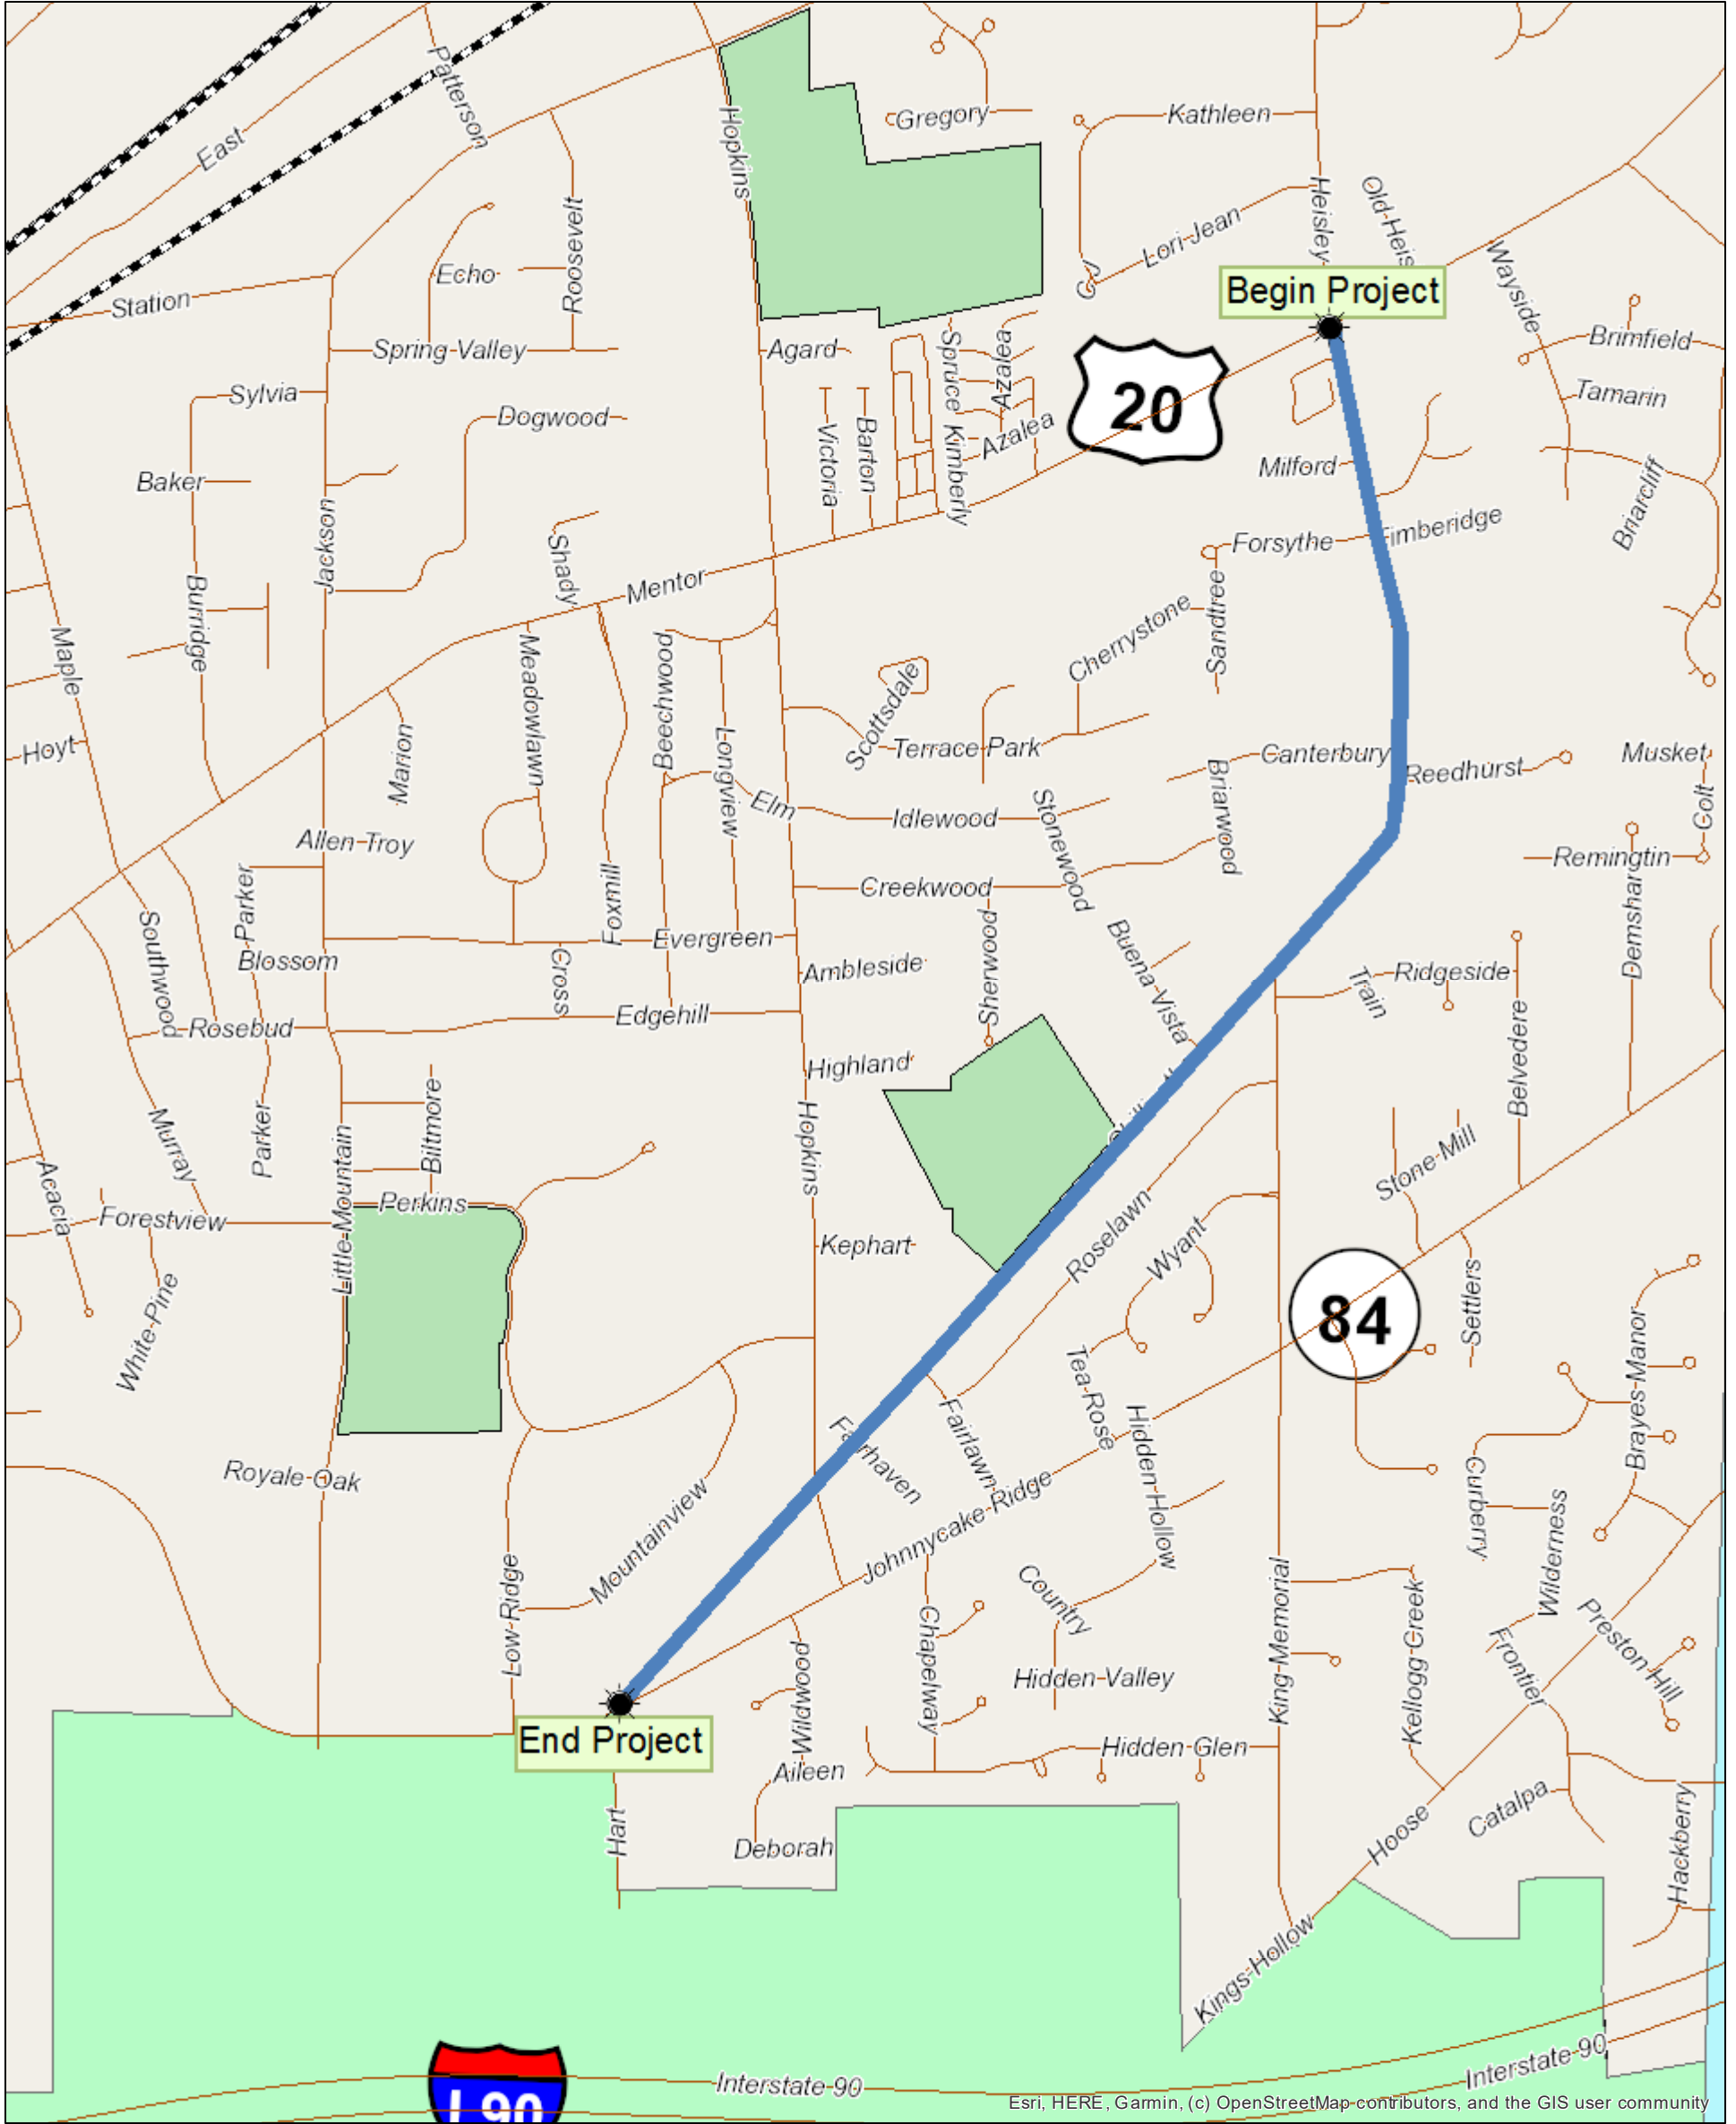 Patterson
East
Hopkins
Gregory
Kathleen
Heisley
Old Heis
Lori Jean
Roosevelt
Echo
Station
Wayside
Begin Project
Brimfield
Spring Valley
Agard
Spruce
Azalea
20
Tamarin
Sylvia
Dogwood
Victoria
Barton
Kimberly
Azalea
Milford
Baker
Briarcliff
Jackson
Shady
Forsythe
Timberidge
Burridge
Mentor
Sandtree
Cherrystone
Maple
Meadowlawn
Beechwood
Scottsdale
Hoyt
Marion
Longview
Terrace Park
Canterbury
Reedhurst
Musket
Briarwood
Colt
Elm
Idlewood
Stonewood
Allen Troy
Remingtin
Parker
Foxmill
Creekwood
Demshar
Southwood
Blossom
Cross
Evergreen
Ambleside
Sherwood
Buena Vista
Train
Ridgeside
Rosebud
Edgehill
Highland
Belvedere
Parker
Biltmore
Murray
Hopkins
Stone Mill
Acacia
Forestview
Little Mountain
Perkins
Kephart
Roselawn
Wyant
White Pine
84
Settlers
Brayes Manor
Tea Rose
Hidden Hollow
Fairhaven
Fairlawn
Royale Oak
Johnnycake Ridge
Mountainview
Curberry
Wilderness
Low Ridge
Country
Chapelway
King Memorial
Kellogg Creek
Frontier
Preston Hill
Wildwood
Hidden Valley
End Project
Hidden Glen
Aileen
Hart
Deborah
Hoose
Catalpa
Hackberry
Kings Hollow
I 90
Interstate 90
Interstate 90
Esri, HERE, Garmin, (c) OpenStreetMap contributors, and the GIS user community